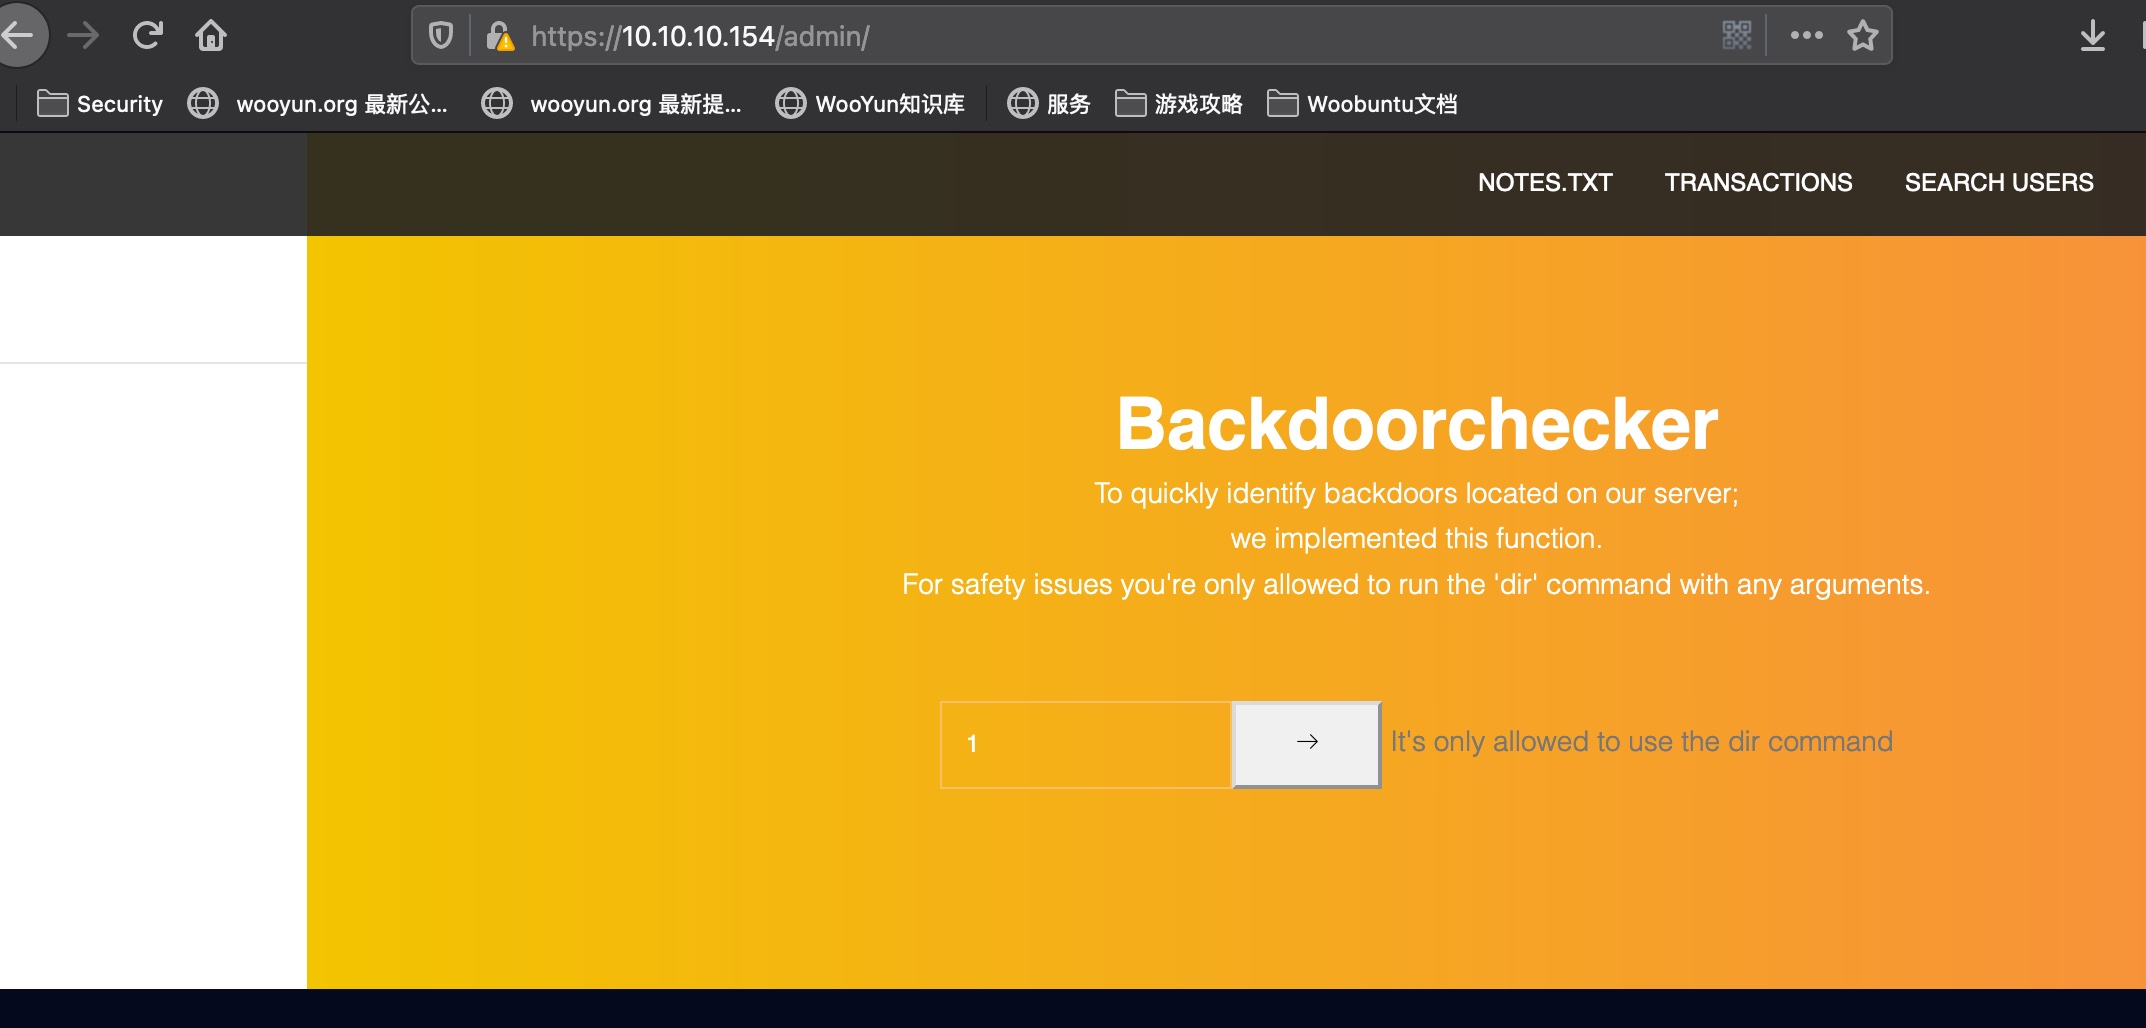 https://10.10.10.154/admin/
Security wooyun.org 最新公... wooyun.org 最新提... WooYun知识库 服务 游戏攻略 Woobuntu文档
NOTES.TXT TRANSACTIONS SEARCH USERS
Backdoorchecker
To quickly identify backdoors located on our server;
we implemented this function.
For safety issues you're only allowed to run the 'dir' command with any arguments.
1 It's only allowed to use the dir command